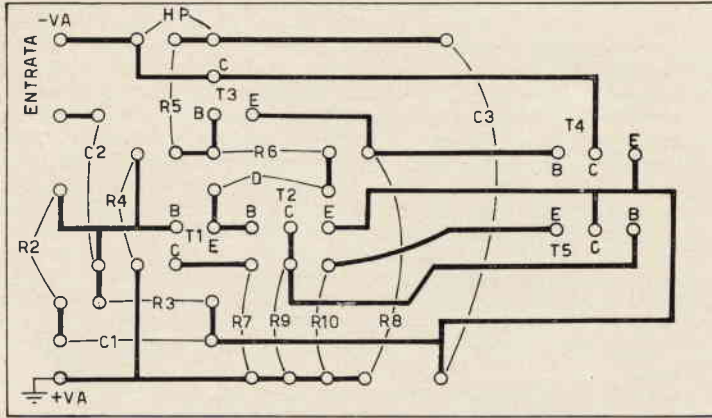 -VA
HP
ENTRATA
C
R5
B
T3
E
C3
T4
C2
R6
B
C
E
R4
D
T2
R2
B
T1
E
B
C
E
E
T5
C
B
C
R3
R7
R9
R10
R8
C1
+VA